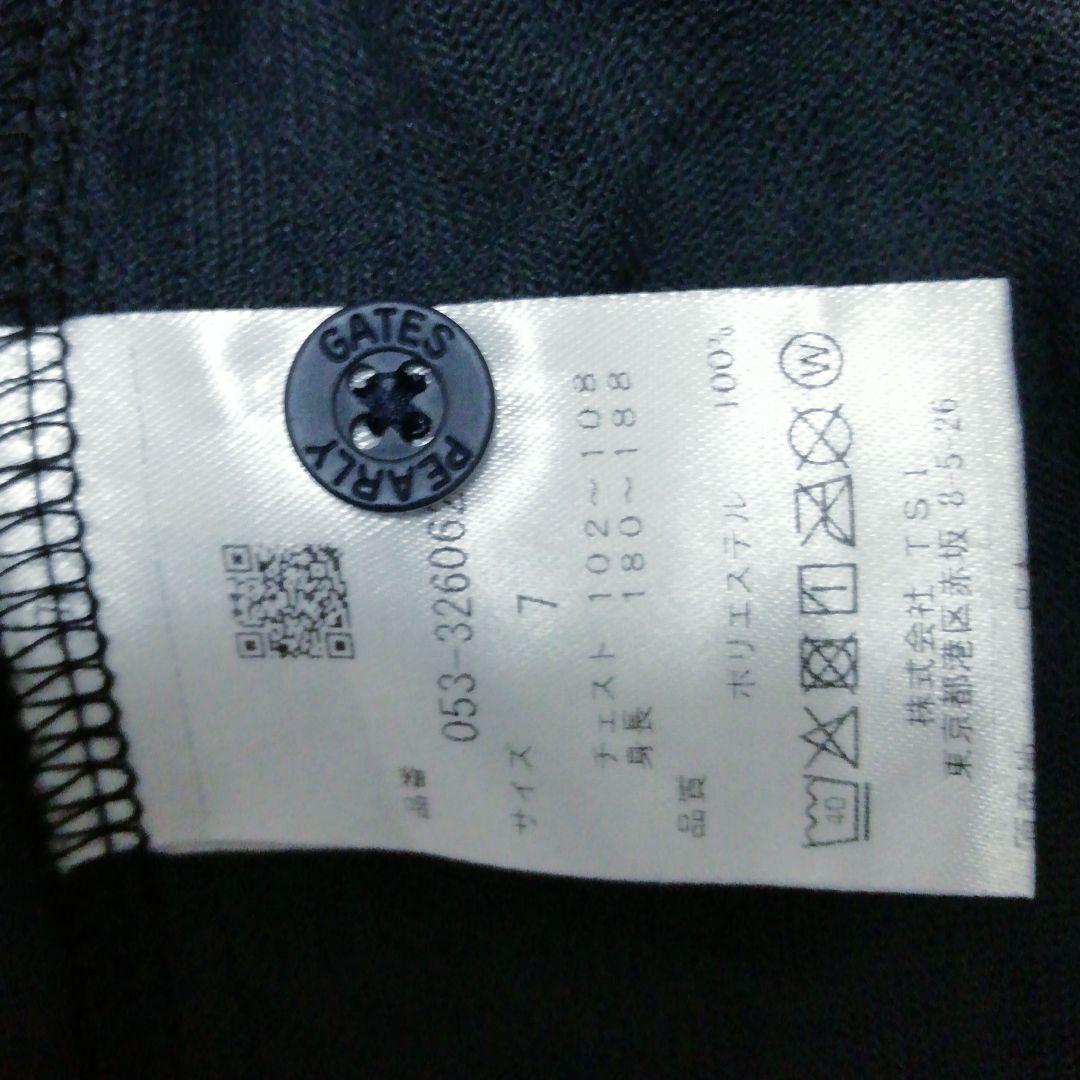 PEARLY GATES
品番
053-32606
サイズ 7
チェスト 102~108
身長 180~188
品質
ポリエステル 100%
40
W
株式会社 TSI
東京都港区赤坂 8-5-26